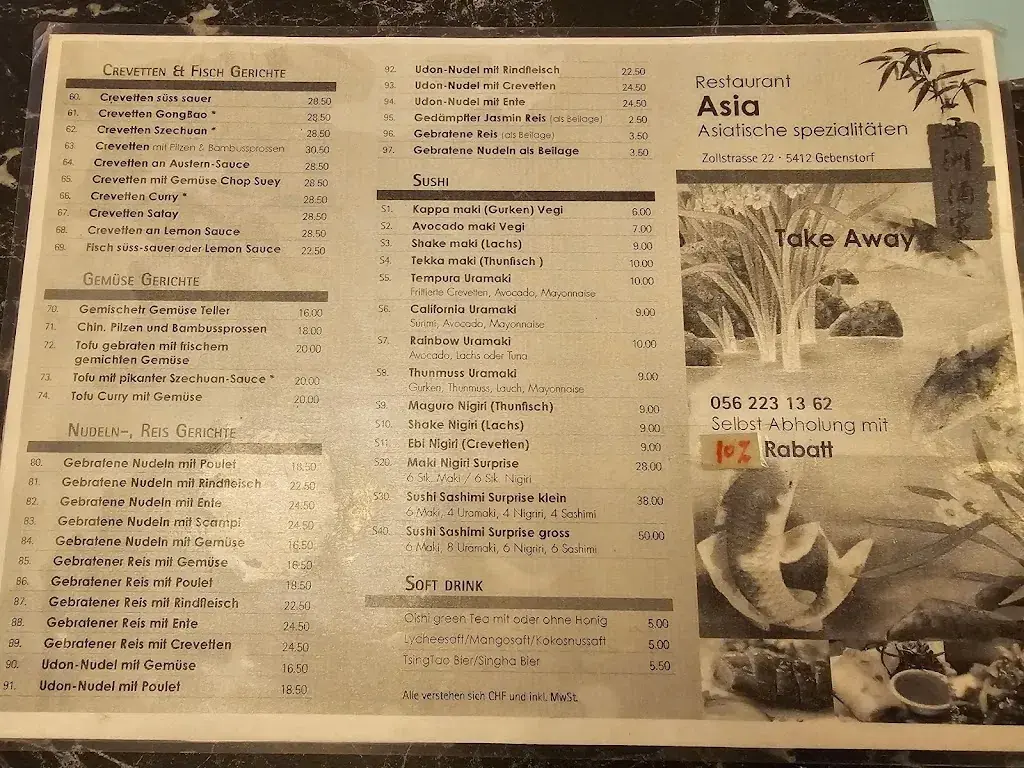 CREVETTEN & FISCH GERICHTE
60. Crevetten süss sauer 28.50
61. Crevetten GongBao * 28.50
62. Crevetten Szechuan * 28.50
63. Crevetten mit Pilzen & Bambussprossen 30.50
64. Crevetten an Austern-Sauce 28.50
65. Crevetten mit Gemüse Chop Suey 28.50
66. Crevetten Curry * 28.50
67. Crevetten Satay 28.50
68. Crevetten an Lemon Sauce 28.50
69. Fisch süss-sauer oder Lemon Sauce 22.50
GEMÜSE GERICHTE
70. Gemischetr Gemüse Teller 16.00
71. Chin. Pilzen und Bambussprossen 18.00
72. Tofu gebraten mit frischem 20.00
gemichten Gemüse
73. Tofu mit pikanter Szechuan-Sauce * 20.00
74. Tofu Curry mit Gemüse 20.00
NUDELN-, REIS GERICHTE
80. Gebratene Nudeln mit Poulet 18.50
81. Gebratene Nudeln mit Rindfleisch 22.50
82. Gebratene Nudeln mit Ente 24.50
83. Gebratene Nudeln mit Scampi 24.50
84. Gebratene Nudeln mit Gemüse 16.50
85. Gebratener Reis mit Gemüse 16.50
86. Gebratener Reis mit Poulet 18.50
87. Gebratener Reis mit Rindfleisch 22.50
88. Gebratener Reis mit Ente 24.50
89. Gebratener Reis mit Crevetten 24.50
90. Udon-Nudel mit Gemüse 16.50
91. Udon-Nudel mit Poulet 18.50
92. Udon-Nudel mit Rindfleisch 22.50
93. Udon-Nudel mit Crevetten 24.50
94. Udon-Nudel mit Ente 24.50
95. Gedämpfter Jasmin Reis (als Beilage) 2.50
96. Gebratene Reis (als Beilage) 3.50
97. Gebratene Nudeln als Beilage 3.50
SUSHI
S1. Kappa maki (Gurken) Vegi 6.00
S2. Avocado maki Vegi 7.00
S3. Shake maki (Lachs) 9.00
S4. Tekka maki (Thunfisch ) 10.00
S5. Tempura Uramaki 10.00
Frittierte Crevetten, Avocado, Mayonnaise
S6. California Uramaki 9.00
Surimi, Avocado, Mayonnaise
S7. Rainbow Uramaki 10.00
Avocado, Lachs oder Tuna
S8. Thunmuss Uramaki 9.00
Gurken, Thunmuss, Lauch, Mayonnaise
S9. Maguro Nigiri (Thunfisch) 9.00
S10. Shake Nigiri (Lachs) 9.00
S11. Ebi Nigiri (Crevetten) 9.00
S20. Maki Nigiri Surprise 28.00
6 Stk. Maki / 6 Stk. Nigiri
S30. Sushi Sashimi Surprise klein 38.00
6 Maki, 4 Uramaki, 4 Nigriri, 4 Sashimi
S40. Sushi Sashimi Surprise gross 50.00
6 Maki, 8 Uramaki, 6 Nigriri, 6 Sashimi
SOFT DRINK
Oishi green Tea mit oder ohne Honig 5.00
Lycheesaft/Mangosaft/Kokosnussaft 5.00
TsingTao Bier/Singha Bier 5.50
Alle verstehen sich CHF und inkl. MwSt.
Restaurant
Asia
Asiatische spezialitäten
Zollstrasse 22 · 5412 Gebenstorf
亞洲酒家
Take Away
056 223 13 62
Selbst Abholung mit
10% Rabatt